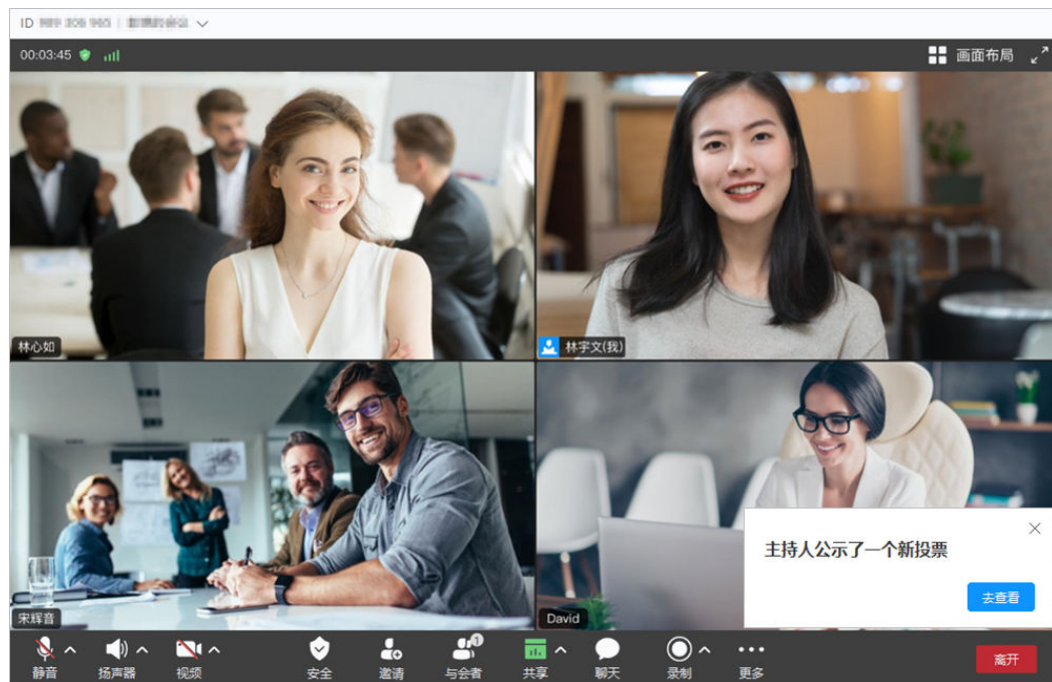 ID
00:03:45
画面布局
林心如
林宇文(我)
宋辉音
David
主持人公示了一个新投票
去查看
静音
扬声器
视频
安全
邀请
1
与会者
共享
聊天
录制
更多
离开